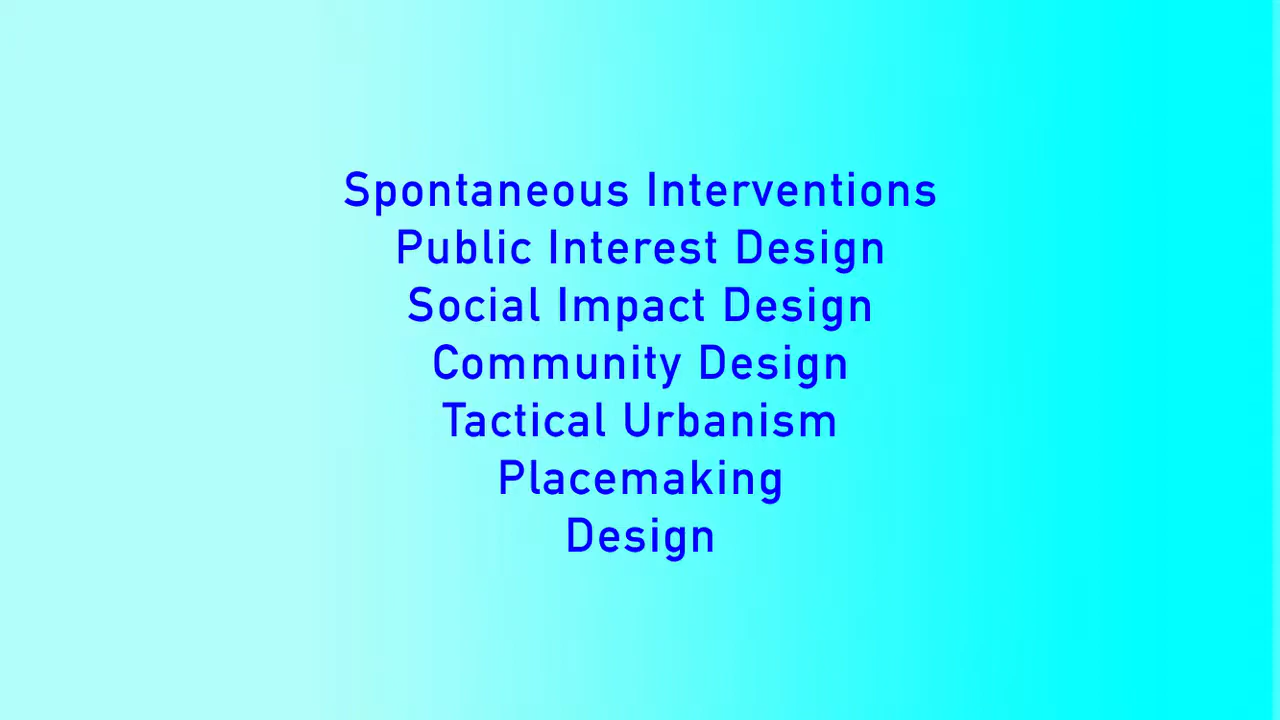 Spontaneous Interventions
Public Interest Design
Social Impact Design
Community Design
Tactical Urbanism
Placemaking
Design